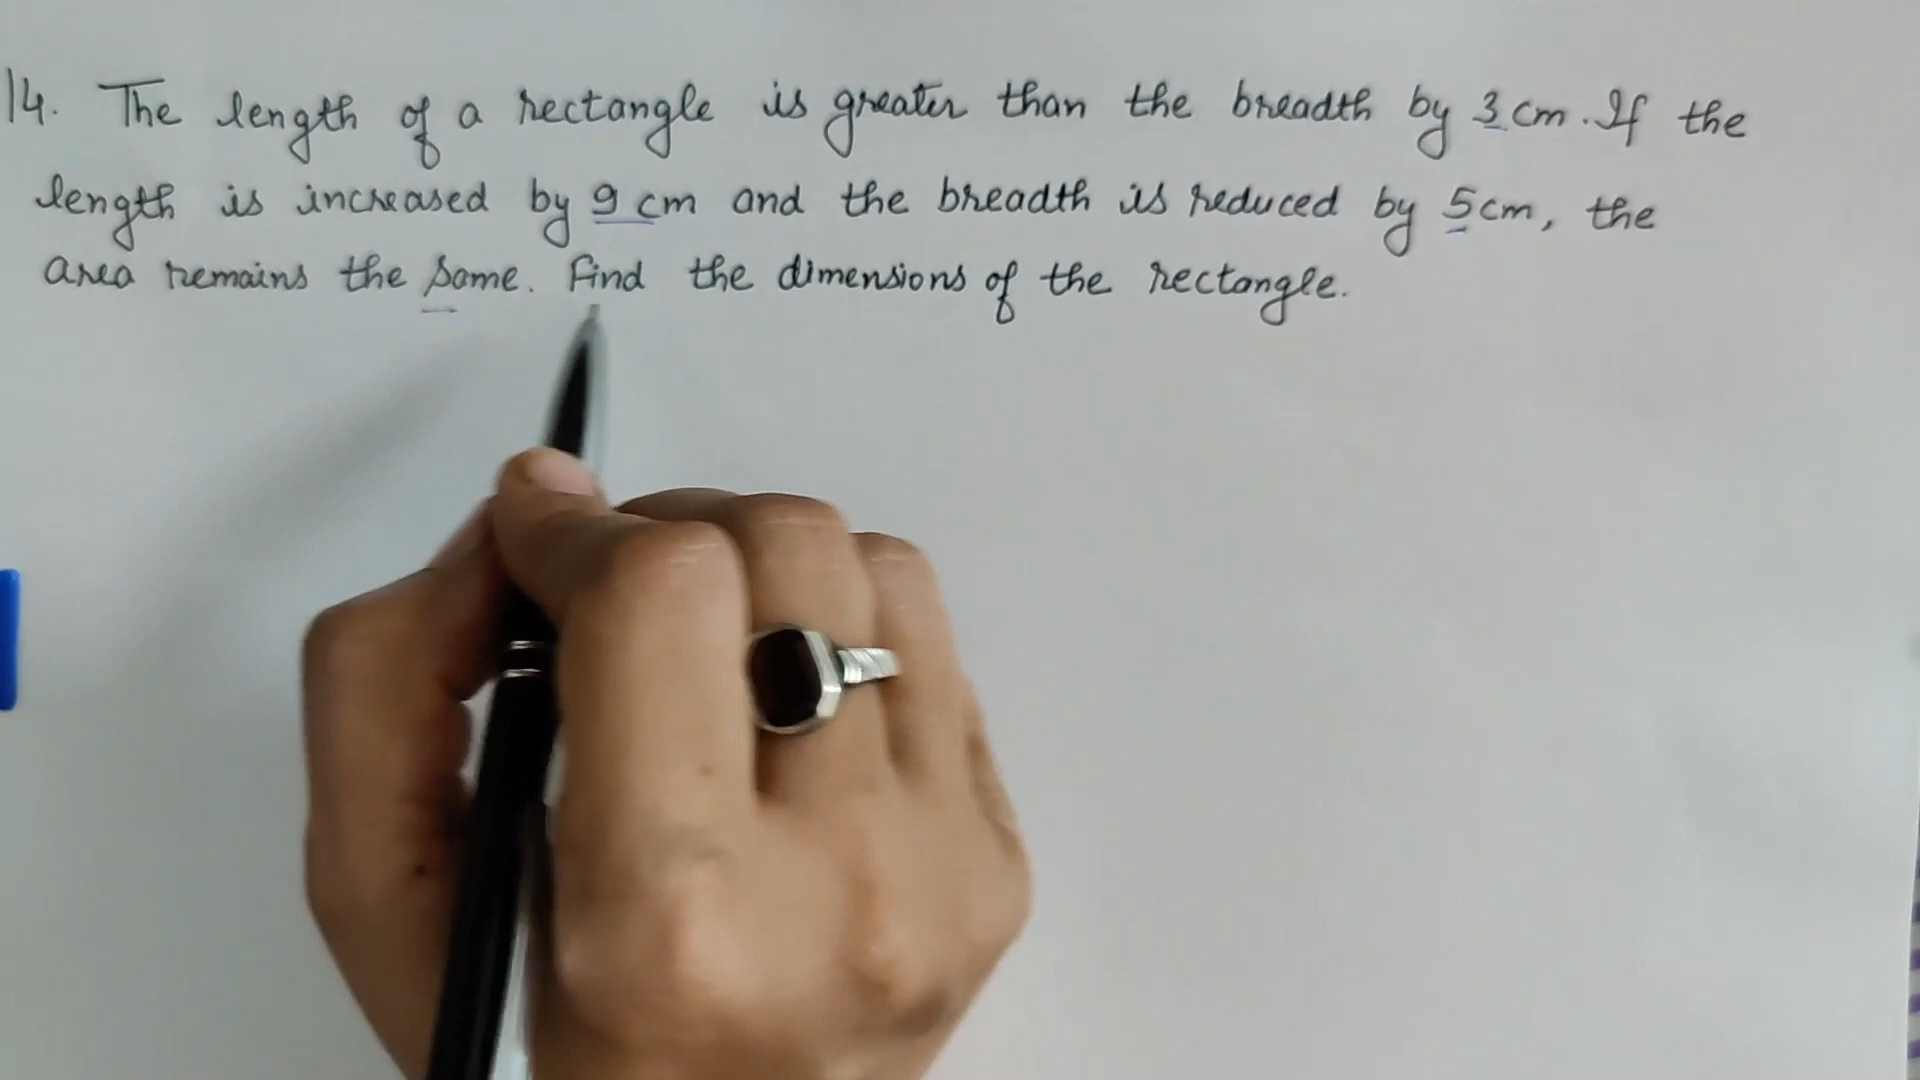 14. The length of a rectangle is greater than the breadth by 3 cm. If the
length is increased by 9 cm and the breadth is reduced by 5cm, the
area remains the same. Find the dimensions of the rectangle.